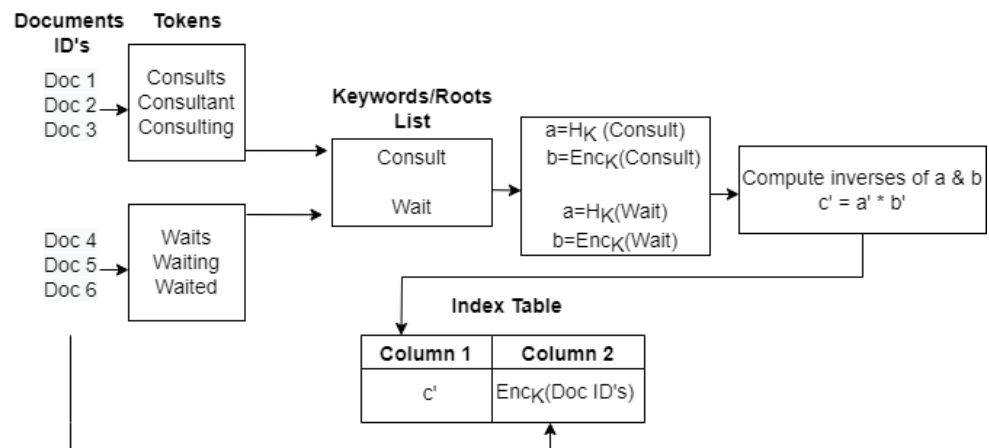 Documents
ID's
Tokens
Doc 1
Doc 2
Doc 3
Consults
Consultant
Consulting
Doc 4
Doc 5
Doc 6
Waits
Waiting
Waited
Keywords/Roots
List
Consult
Wait
a=HK (Consult)
b=EncK(Consult)
a=HK(Wait)
b=EncK(Wait)
Compute inverses of a & b
c' = a' * b'
Index Table
Column 1 Column 2
c' EncK(Doc ID's)